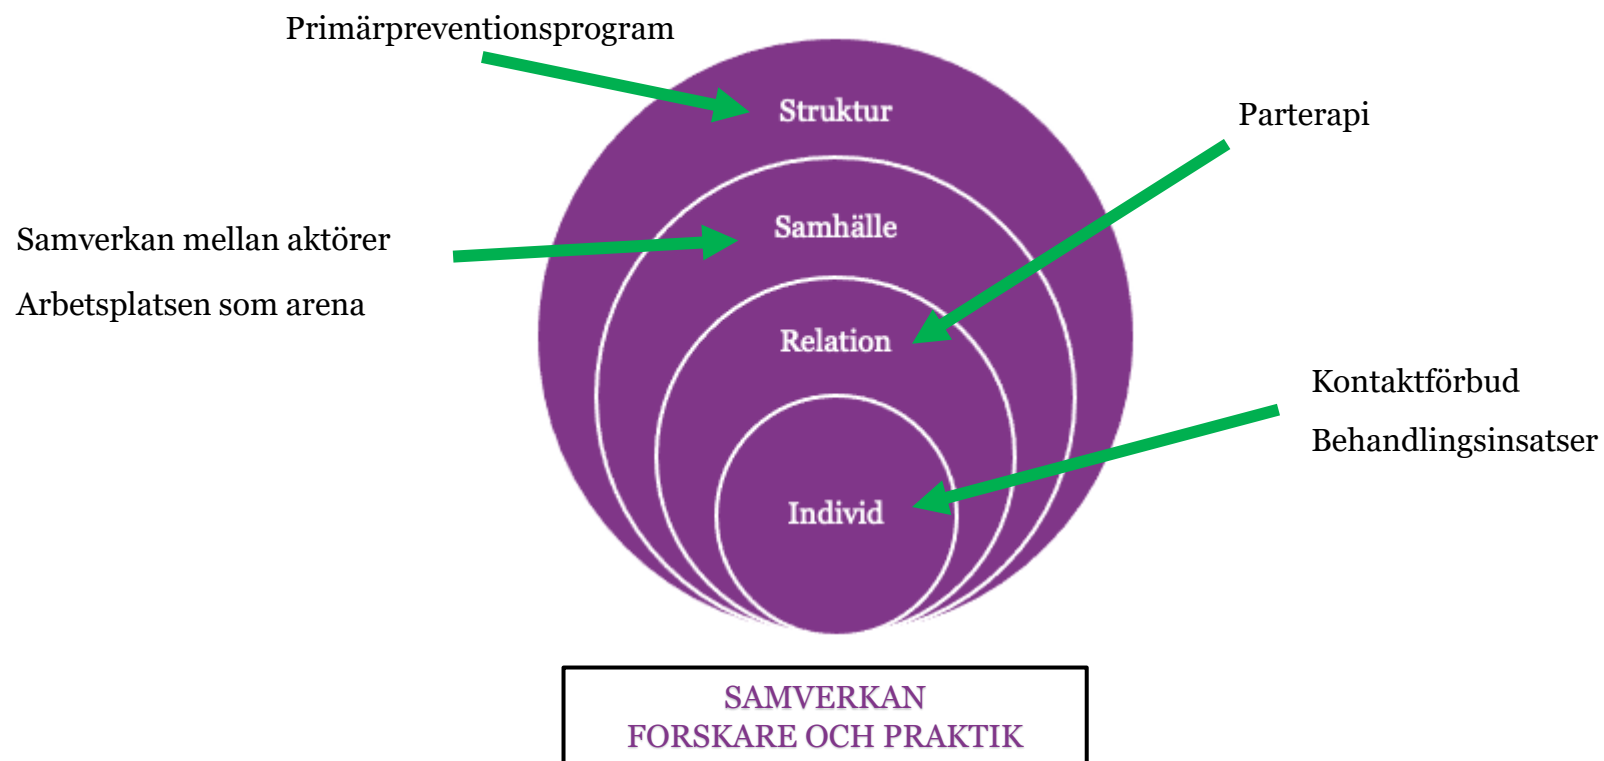 Primärpreventionsprogram
Struktur
Parterapi
Samhälle
Samverkan mellan aktörer
Arbetsplatsen som arena
Relation
Kontaktförbud
Behandlingsinsatser
Individ
SAMVERKAN
FORSKARE OCH PRAKTIK